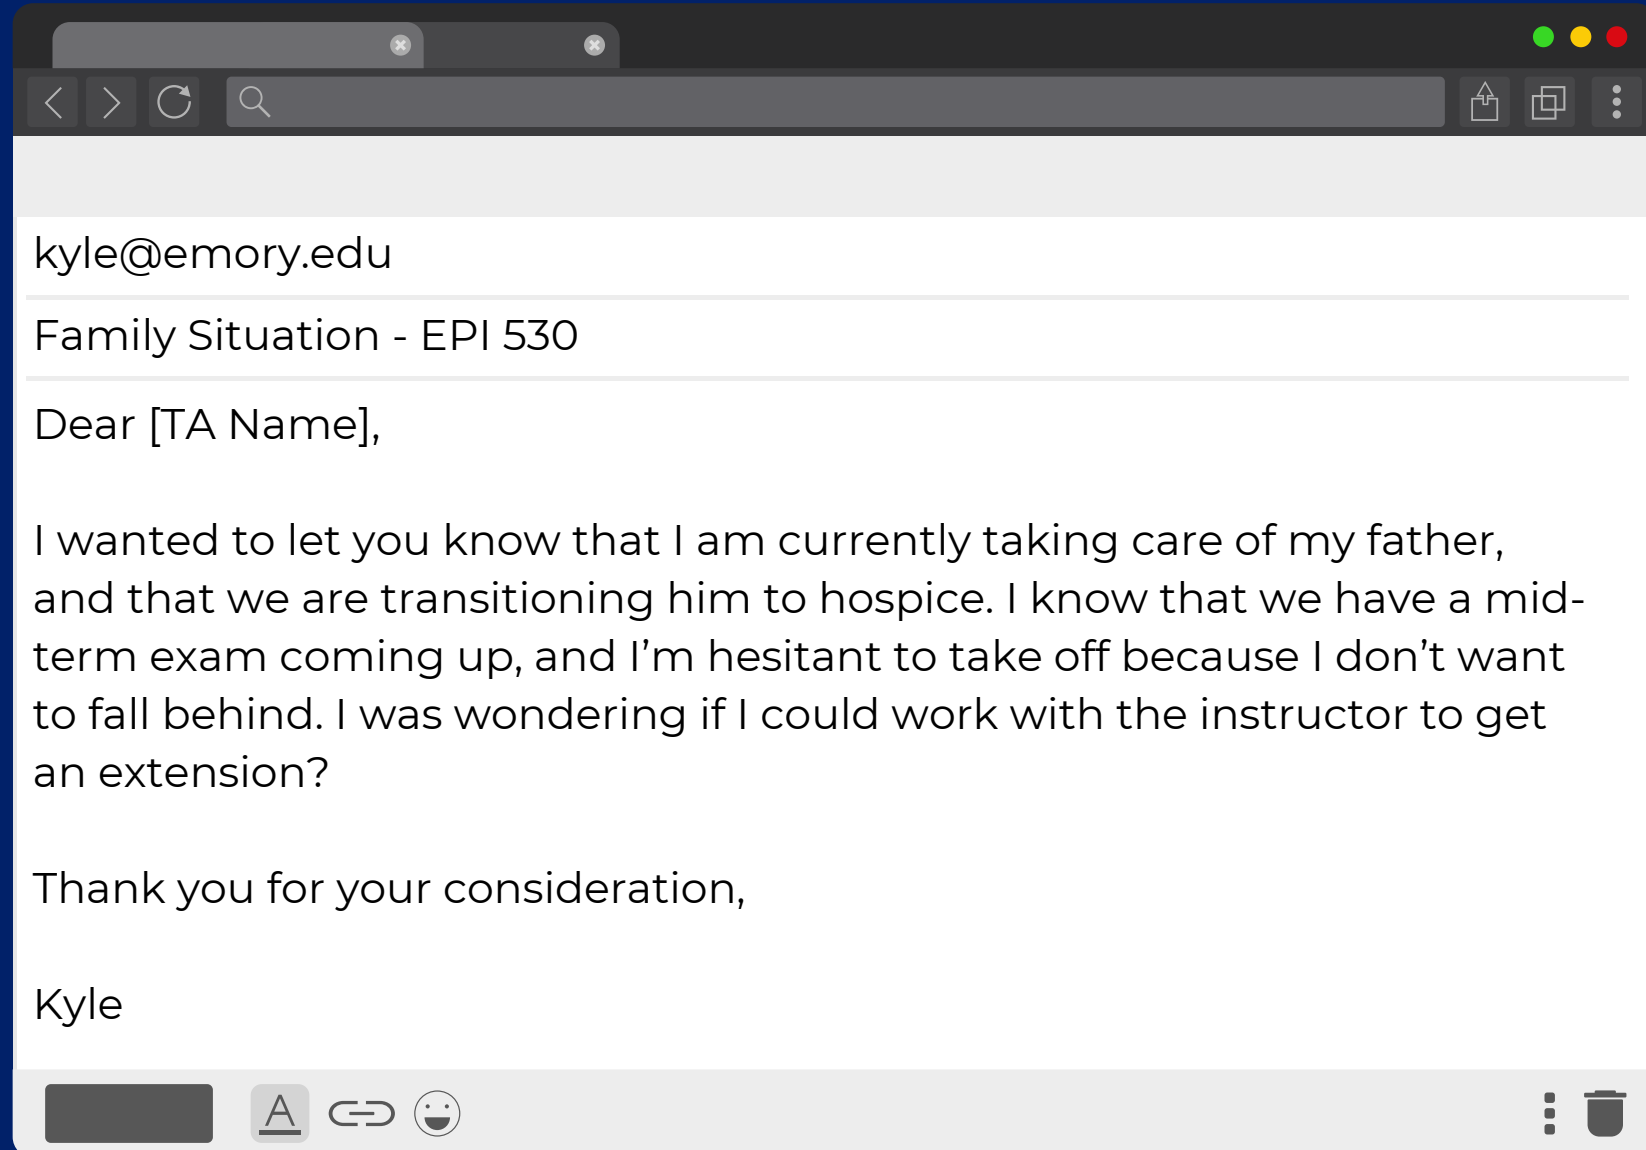 kyle@emory.edu
Family Situation - EPI 530
Dear [TA Name],
I wanted to let you know that I am currently taking care of my father,
and that we are transitioning him to hospice. I know that we have a mid-
term exam coming up, and I’m hesitant to take off because I don’t want
to fall behind. I was wondering if I could work with the instructor to get
an extension?
Thank you for your consideration,
Kyle
A